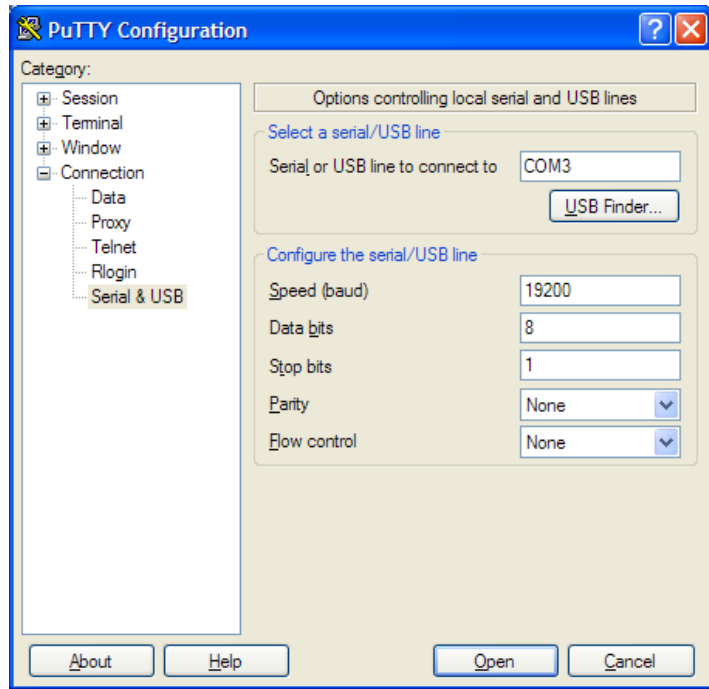 PuTTY Configuration
Category:
Session
Terminal
Window
Connection
Data
Proxy
Telnet
Rlogin
Serial & USB
Options controlling local serial and USB lines
Select a serial/USB line
Serial or USB line to connect to COM3
USB Finder...
Configure the serial/USB line
Speed (baud) 19200
Data bits 8
Stop bits 1
Parity None
Flow control None
About Help Open Cancel